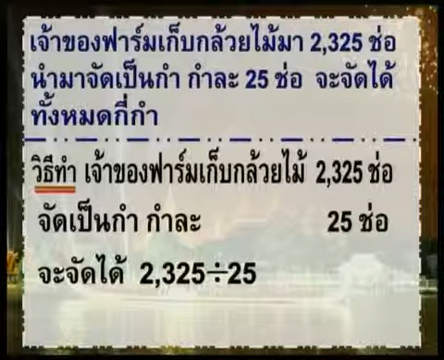 เจ้าของฟาร์มเก็บกล้วยไม้มา 2,325 ช่อ
นำมาจัดเป็นกำ กำละ 25 ช่อ จะจัดได้
ทั้งหมดกี่กำ
วิธีทำ เจ้าของฟาร์มเก็บกล้วยไม้ 2,325 ช่อ
จัดเป็นกำ กำละ 25 ช่อ
จะจัดได้ 2,325÷25